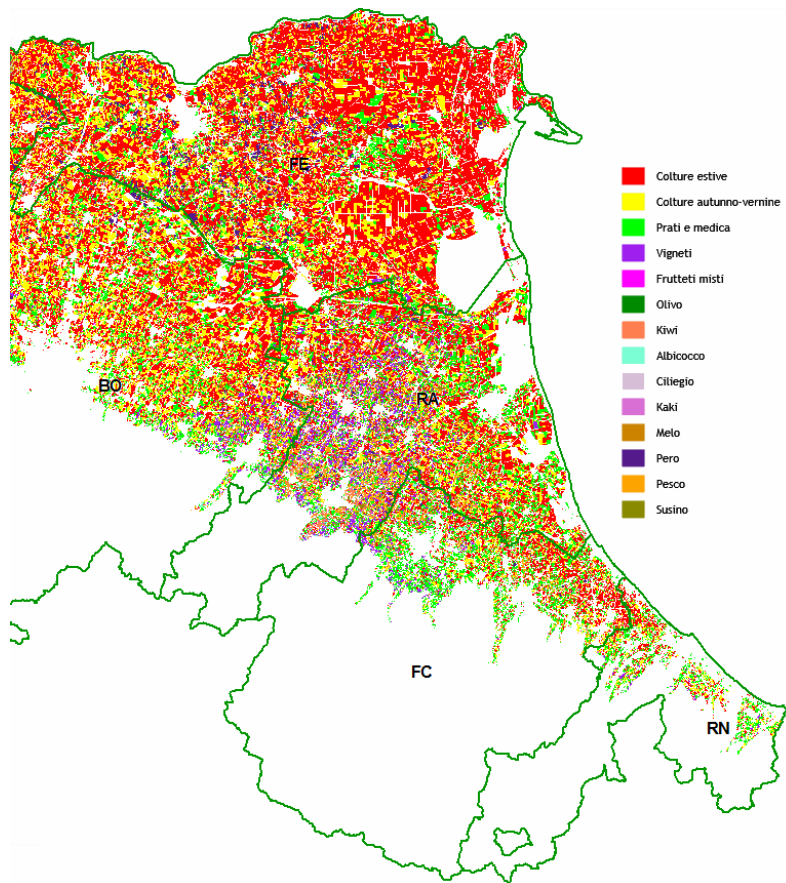 FE
Colture estive
Colture autunno-vernine
Prati e medica
Vigneti
Frutteti misti
Olivo
Kiwi
Albicocco
Ciliegio
Kaki
Melo
Pero
Pesco
Susino
BO
RA
FC
RN